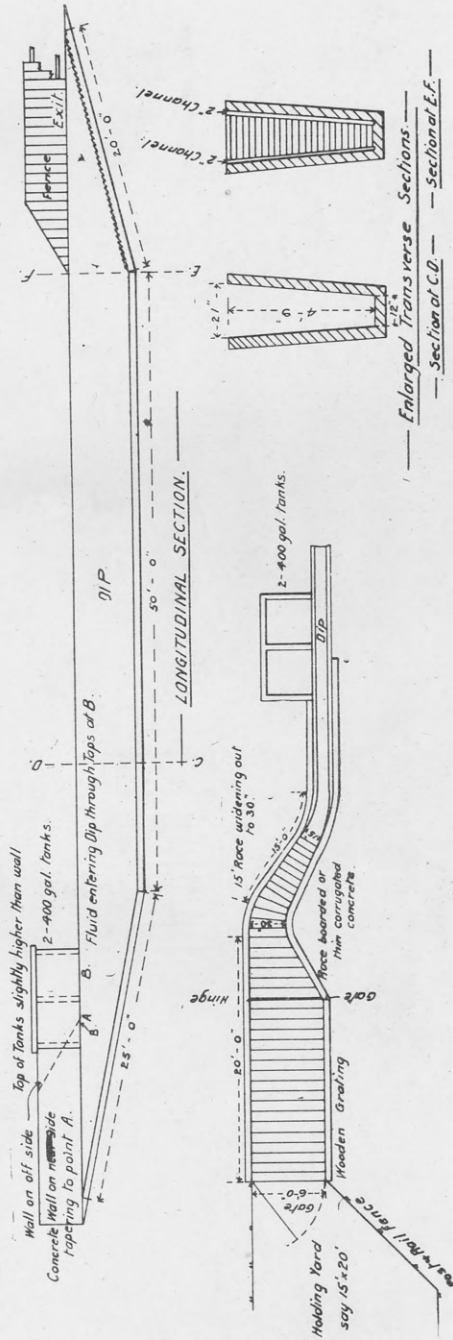 Top of Tanks slightly higher than wall
Wall on off side
Concrete Wall on near side
tapering to point A.
2-400 gal. tanks.
B.
A
B.
Fluid entering Dip through Taps at B.
25'-0"
D
C
DIP.
50'-0"
LONGITUDINAL SECTION.
F
E
Fence
Exit.
20'-0"
Holding Yard
say 15'x20'
Gate
6'-0"
Post & Rail Fence
20'-0"
Wooden Grating
Hinge
Gate
15' Race widening out
to 30."
15'-0"
Race boarded or
thin corrugated
concrete.
2-400 gal. tanks.
Dip
21"
4'-9"
12"
2" Channel.
2" Channel.
Enlarged Transverse Sections.
Section at C.D.
Section at E.F.